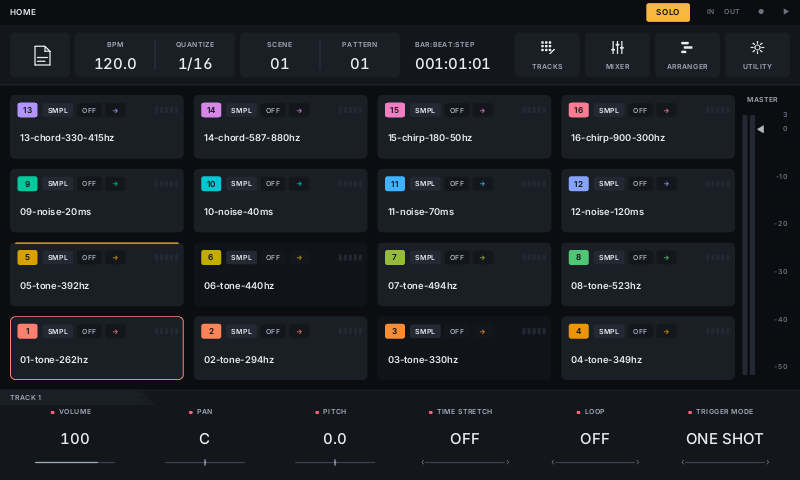 HOME
SOLO
IN OUT
BPM
120.0
QUANTIZE
1/16
SCENE
01
PATTERN
01
BAR:BEAT:STEP
001:01:01
TRACKS
MIXER
ARRANGER
UTILITY
13 SMPL OFF →
13-chord-330-415hz
14 SMPL OFF →
14-chord-587-880hz
15 SMPL OFF →
15-chirp-180-50hz
16 SMPL OFF →
16-chirp-900-300hz
MASTER
3
0
-10
-20
-30
-40
-50
9 SMPL OFF →
09-noise-20ms
10 SMPL OFF →
10-noise-40ms
11 SMPL OFF →
11-noise-70ms
12 SMPL OFF →
12-noise-120ms
5 SMPL OFF →
05-tone-392hz
6 SMPL OFF →
06-tone-440hz
7 SMPL OFF →
07-tone-494hz
8 SMPL OFF →
08-tone-523hz
1 SMPL OFF →
01-tone-262hz
2 SMPL OFF →
02-tone-294hz
3 SMPL OFF →
03-tone-330hz
4 SMPL OFF →
04-tone-349hz
TRACK 1
VOLUME
100
PAN
C
PITCH
0.0
TIME STRETCH
OFF
LOOP
OFF
TRIGGER MODE
ONE SHOT